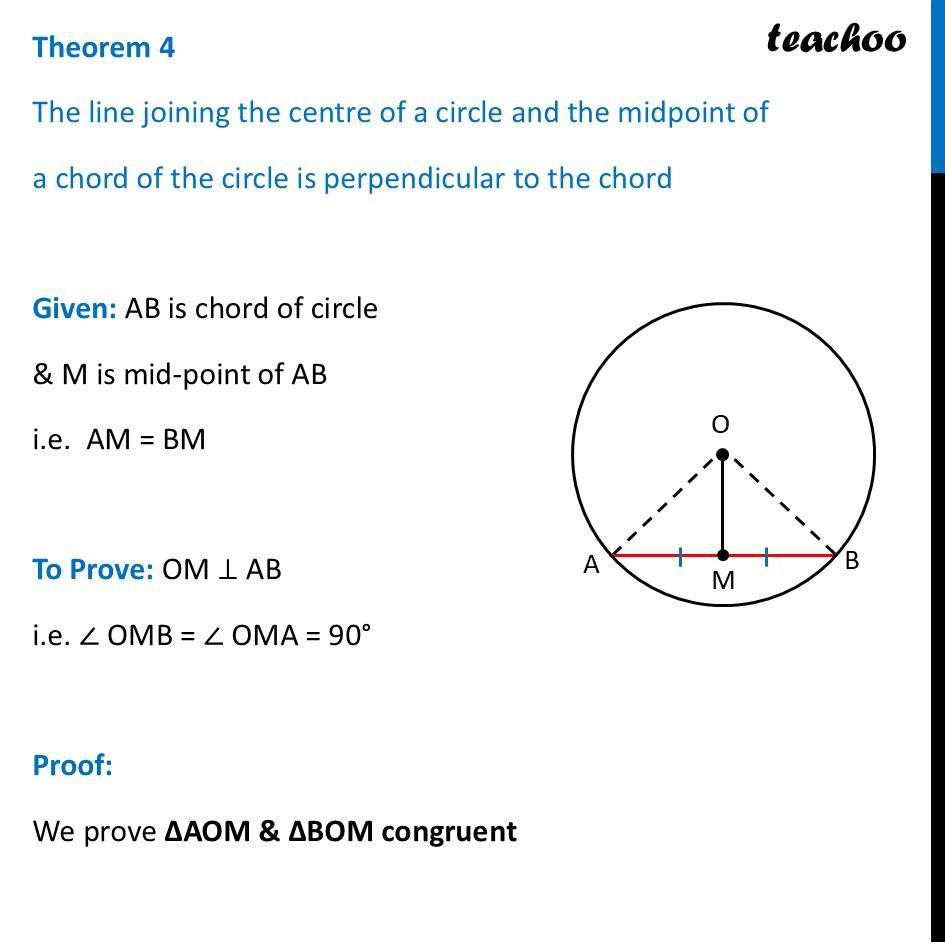 teachoo
Theorem 4
The line joining the centre of a circle and the midpoint of
a chord of the circle is perpendicular to the chord
Given: AB is chord of circle
& M is mid-point of AB
i.e. AM = BM
To Prove: OM ⊥ AB
i.e. ∠ OMB = ∠ OMA = 90°
Proof:
We prove ΔAOM & ΔBOM congruent
O
A
M
B